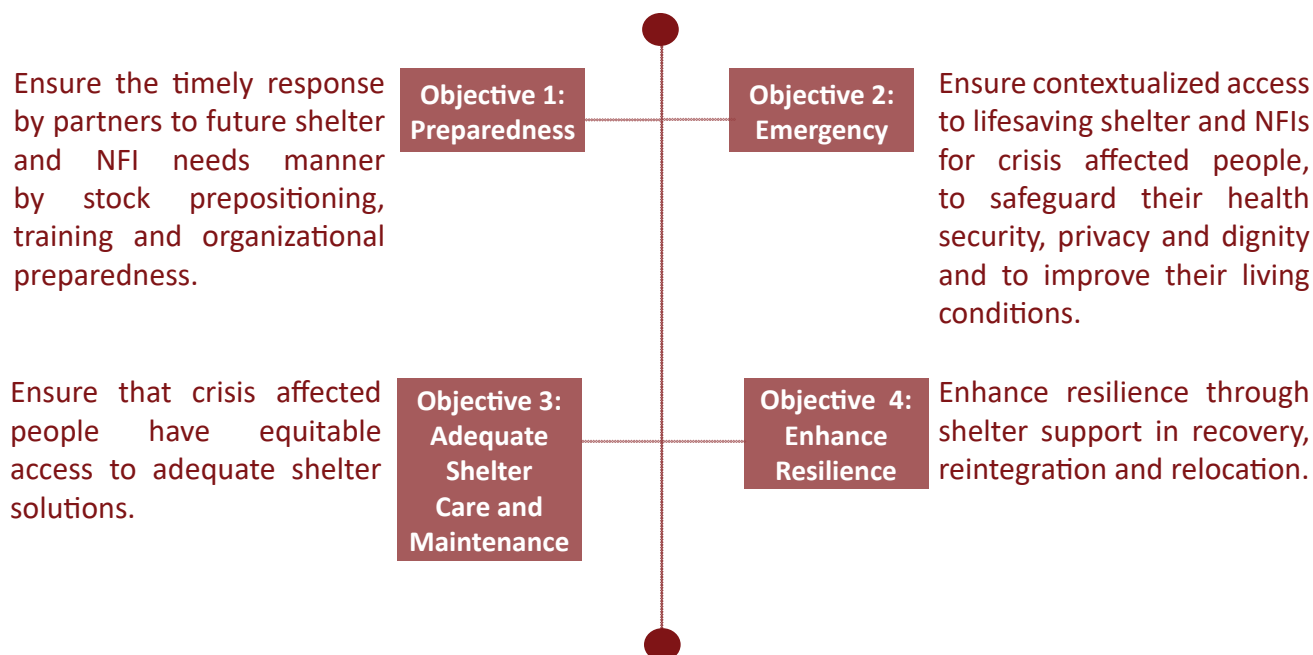 Ensure the timely response
by partners to future shelter
and NFI needs manner
by stock prepositioning,
training and organizational
preparedness.
Objective 1:
Preparedness
Objective 2:
Emergency
Ensure contextualized access
to lifesaving shelter and NFIs
for crisis affected people,
to safeguard their health
security, privacy and dignity
and to improve their living
conditions.
Ensure that crisis affected
people have equitable
access to adequate shelter
solutions.
Objective 3:
Adequate
Shelter
Care and
Maintenance
Objective 4:
Enhance
Resilience
Enhance resilience through
shelter support in recovery,
reintegration and relocation.